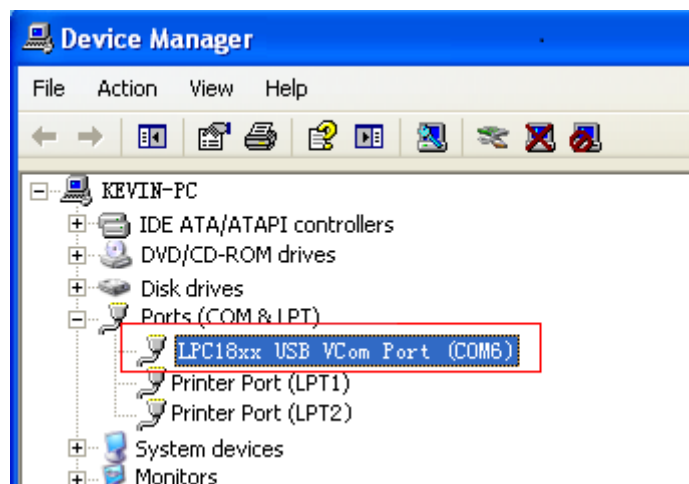 Device Manager
File Action View Help
KEVIN-PC
IDE ATA/ATAPI controllers
DVD/CD-ROM drives
Disk drives
Ports (COM & LPT)
LPC18xx USB VCom Port (COM6)
Printer Port (LPT1)
Printer Port (LPT2)
System devices
Monitors